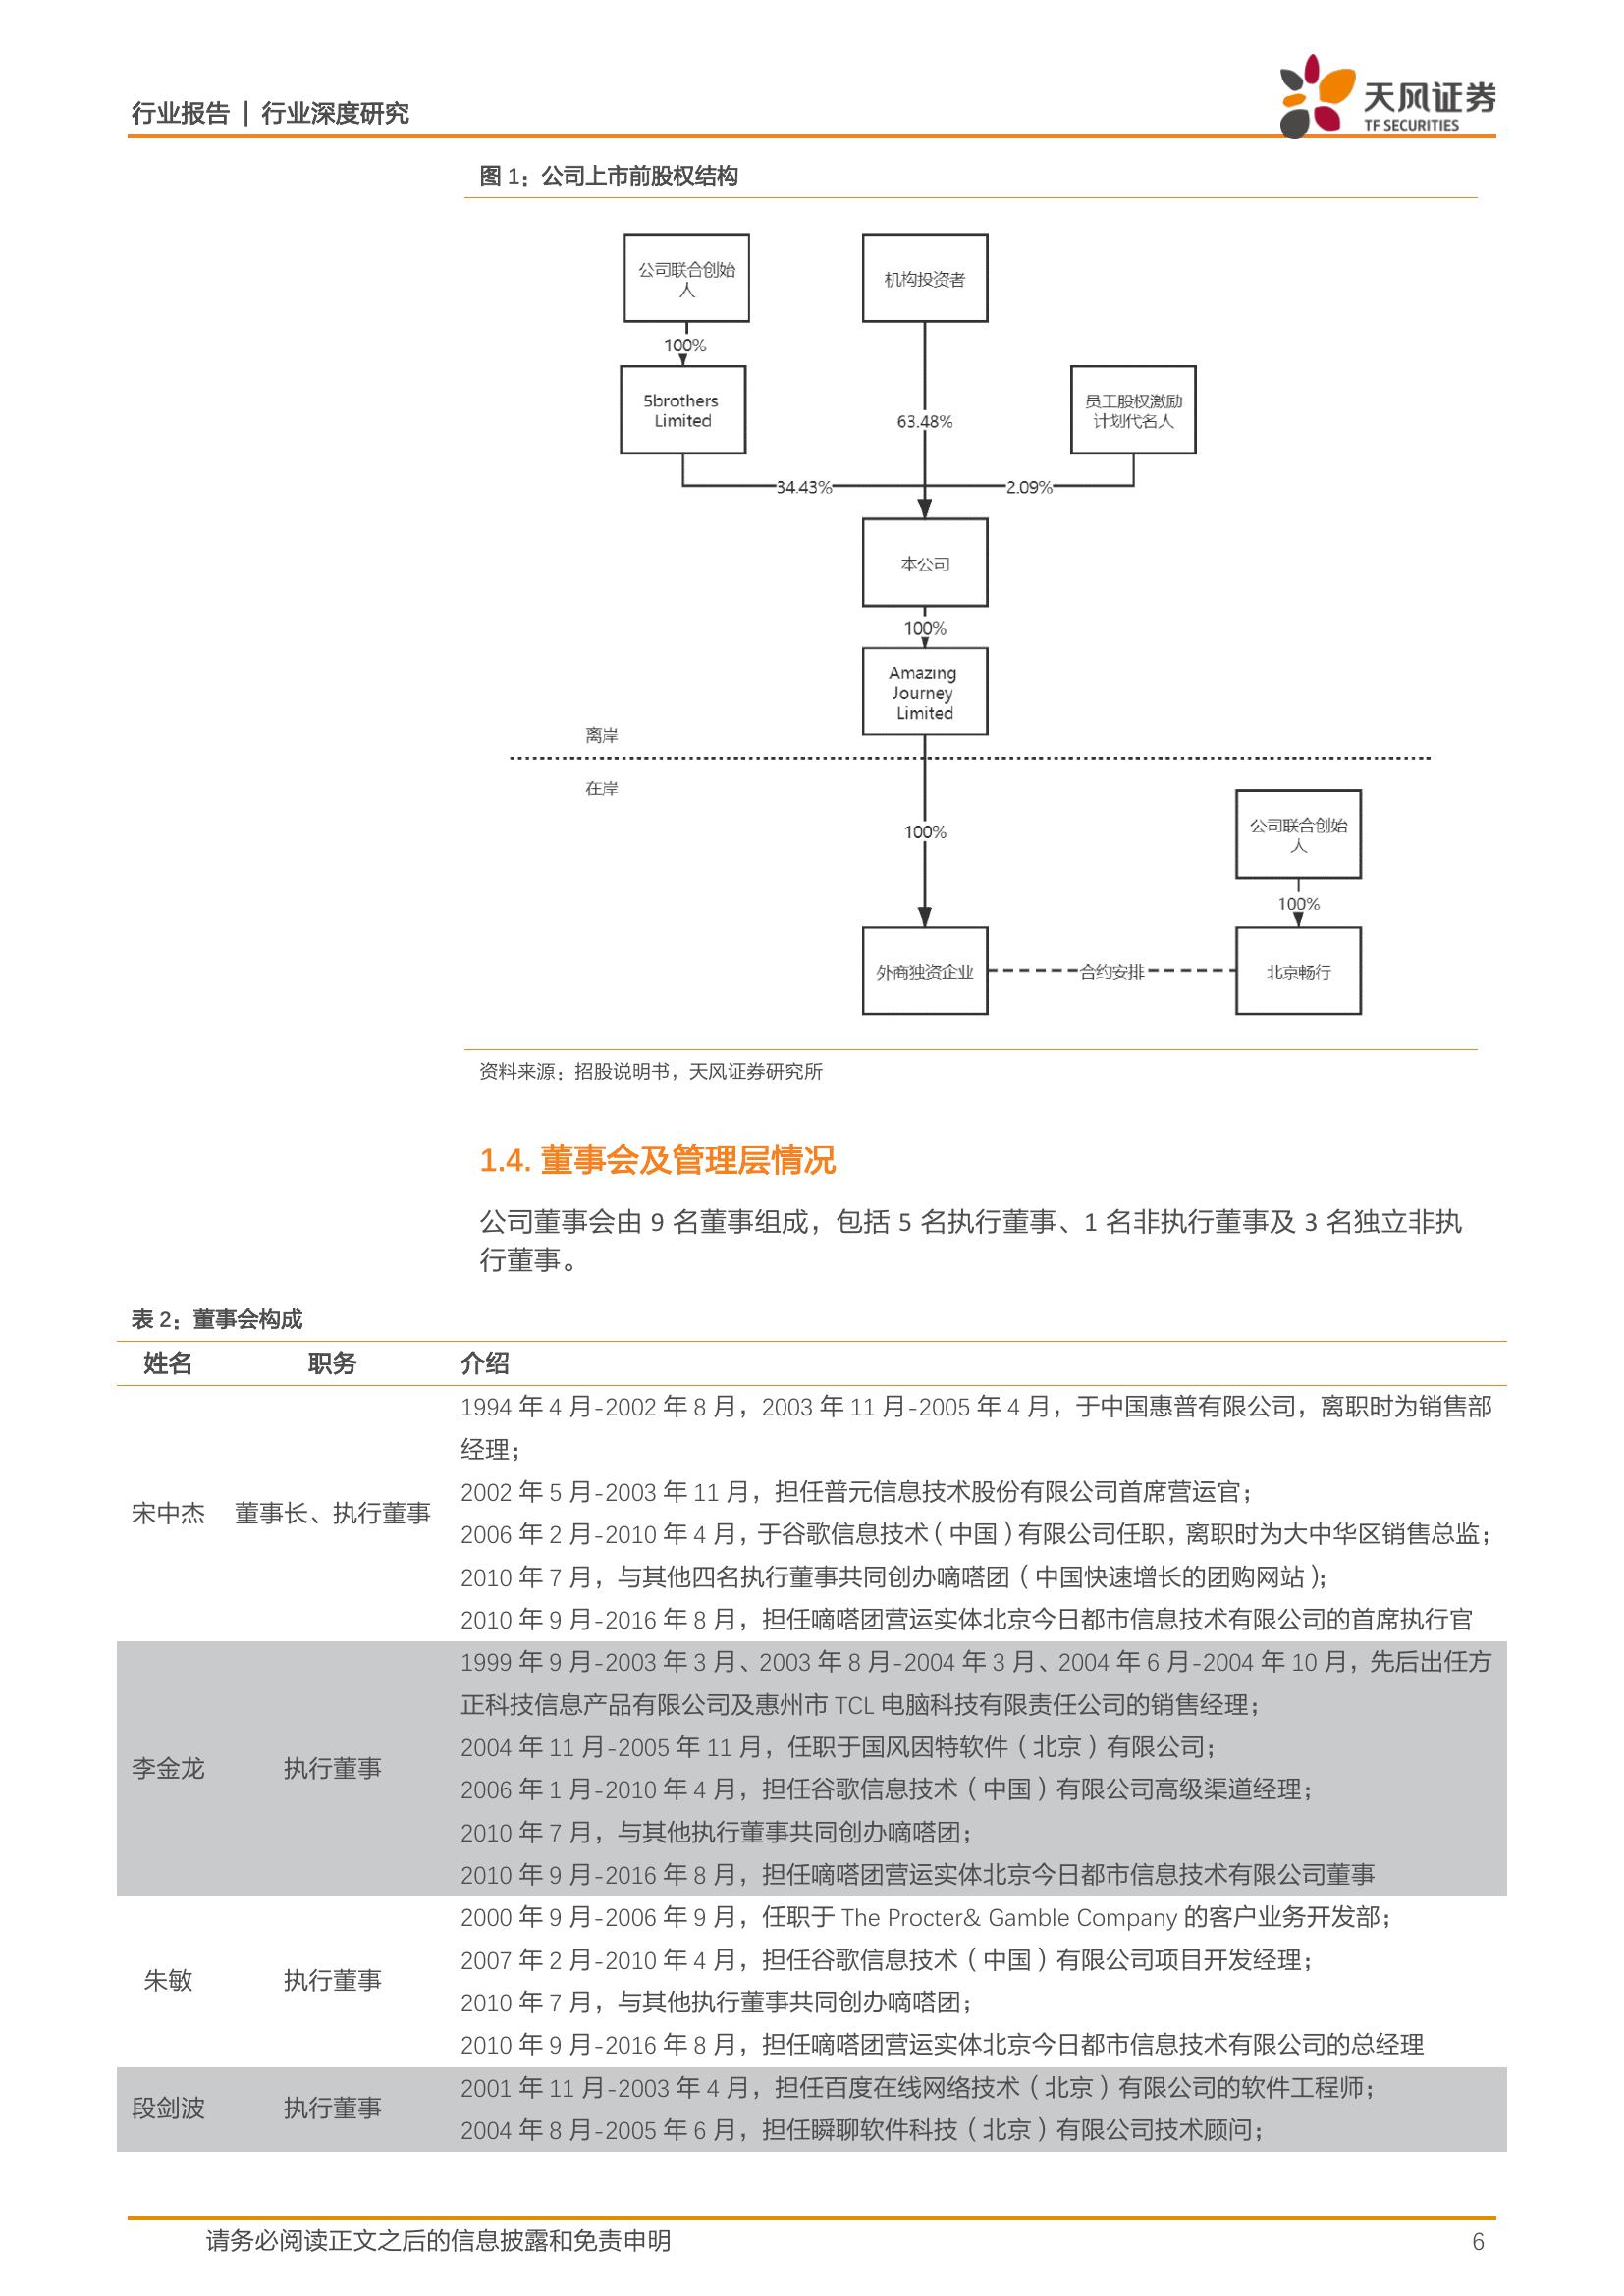 行业报告 | 行业深度研究
天风证券
TF SECURITIES
图 1：公司上市前股权结构
公司联合创始
人
机构投资者
100%
5brothers
Limited
63.48%
员工股权激励
计划代名人
34.43%
2.09%
本公司
100%
Amazing
Journey
Limited
离岸
在岸
100%
公司联合创始
人
100%
外商独资企业
合约安排
北京畅行
资料来源：招股说明书，天风证券研究所
1.4. 董事会及管理层情况
公司董事会由 9 名董事组成，包括 5 名执行董事、1 名非执行董事及 3 名独立非执
行董事。
表 2：董事会构成
姓名 职务 介绍
1994 年 4 月-2002 年 8 月，2003 年 11 月-2005 年 4 月，于中国惠普有限公司，离职时为销售部
经理；
2002 年 5 月-2003 年 11 月，担任普元信息技术股份有限公司首席营运官；
宋中杰 董事长、执行董事
2006 年 2 月-2010 年 4 月，于谷歌信息技术（中国）有限公司任职，离职时为大中华区销售总监；
2010 年 7 月，与其他四名执行董事共同创办嘀嗒团（中国快速增长的团购网站）；
2010 年 9 月-2016 年 8 月，担任嘀嗒团营运实体北京今日都市信息技术有限公司的首席执行官
1999 年 9 月-2003 年 3 月、2003 年 8 月-2004 年 3 月、2004 年 6 月-2004 年 10 月，先后出任方
正科技信息产品有限公司及惠州市 TCL 电脑科技有限责任公司的销售经理；
2004 年 11 月-2005 年 11 月，任职于国风因特软件（北京）有限公司；
李金龙 执行董事
2006 年 1 月-2010 年 4 月，担任谷歌信息技术（中国）有限公司高级渠道经理；
2010 年 7 月，与其他执行董事共同创办嘀嗒团；
2010 年 9 月-2016 年 8 月，担任嘀嗒团营运实体北京今日都市信息技术有限公司董事
2000 年 9 月-2006 年 9 月，任职于 The Procter& Gamble Company 的客户业务开发部；
2007 年 2 月-2010 年 4 月，担任谷歌信息技术（中国）有限公司项目开发经理；
朱敏 执行董事
2010 年 7 月，与其他执行董事共同创办嘀嗒团；
2010 年 9 月-2016 年 8 月，担任嘀嗒团营运实体北京今日都市信息技术有限公司的总经理
2001 年 11 月-2003 年 4 月，担任百度在线网络技术（北京）有限公司的软件工程师；
段剑波 执行董事
2004 年 8 月-2005 年 6 月，担任瞬聊软件科技（北京）有限公司技术顾问；
请务必阅读正文之后的信息披露和免责申明
6